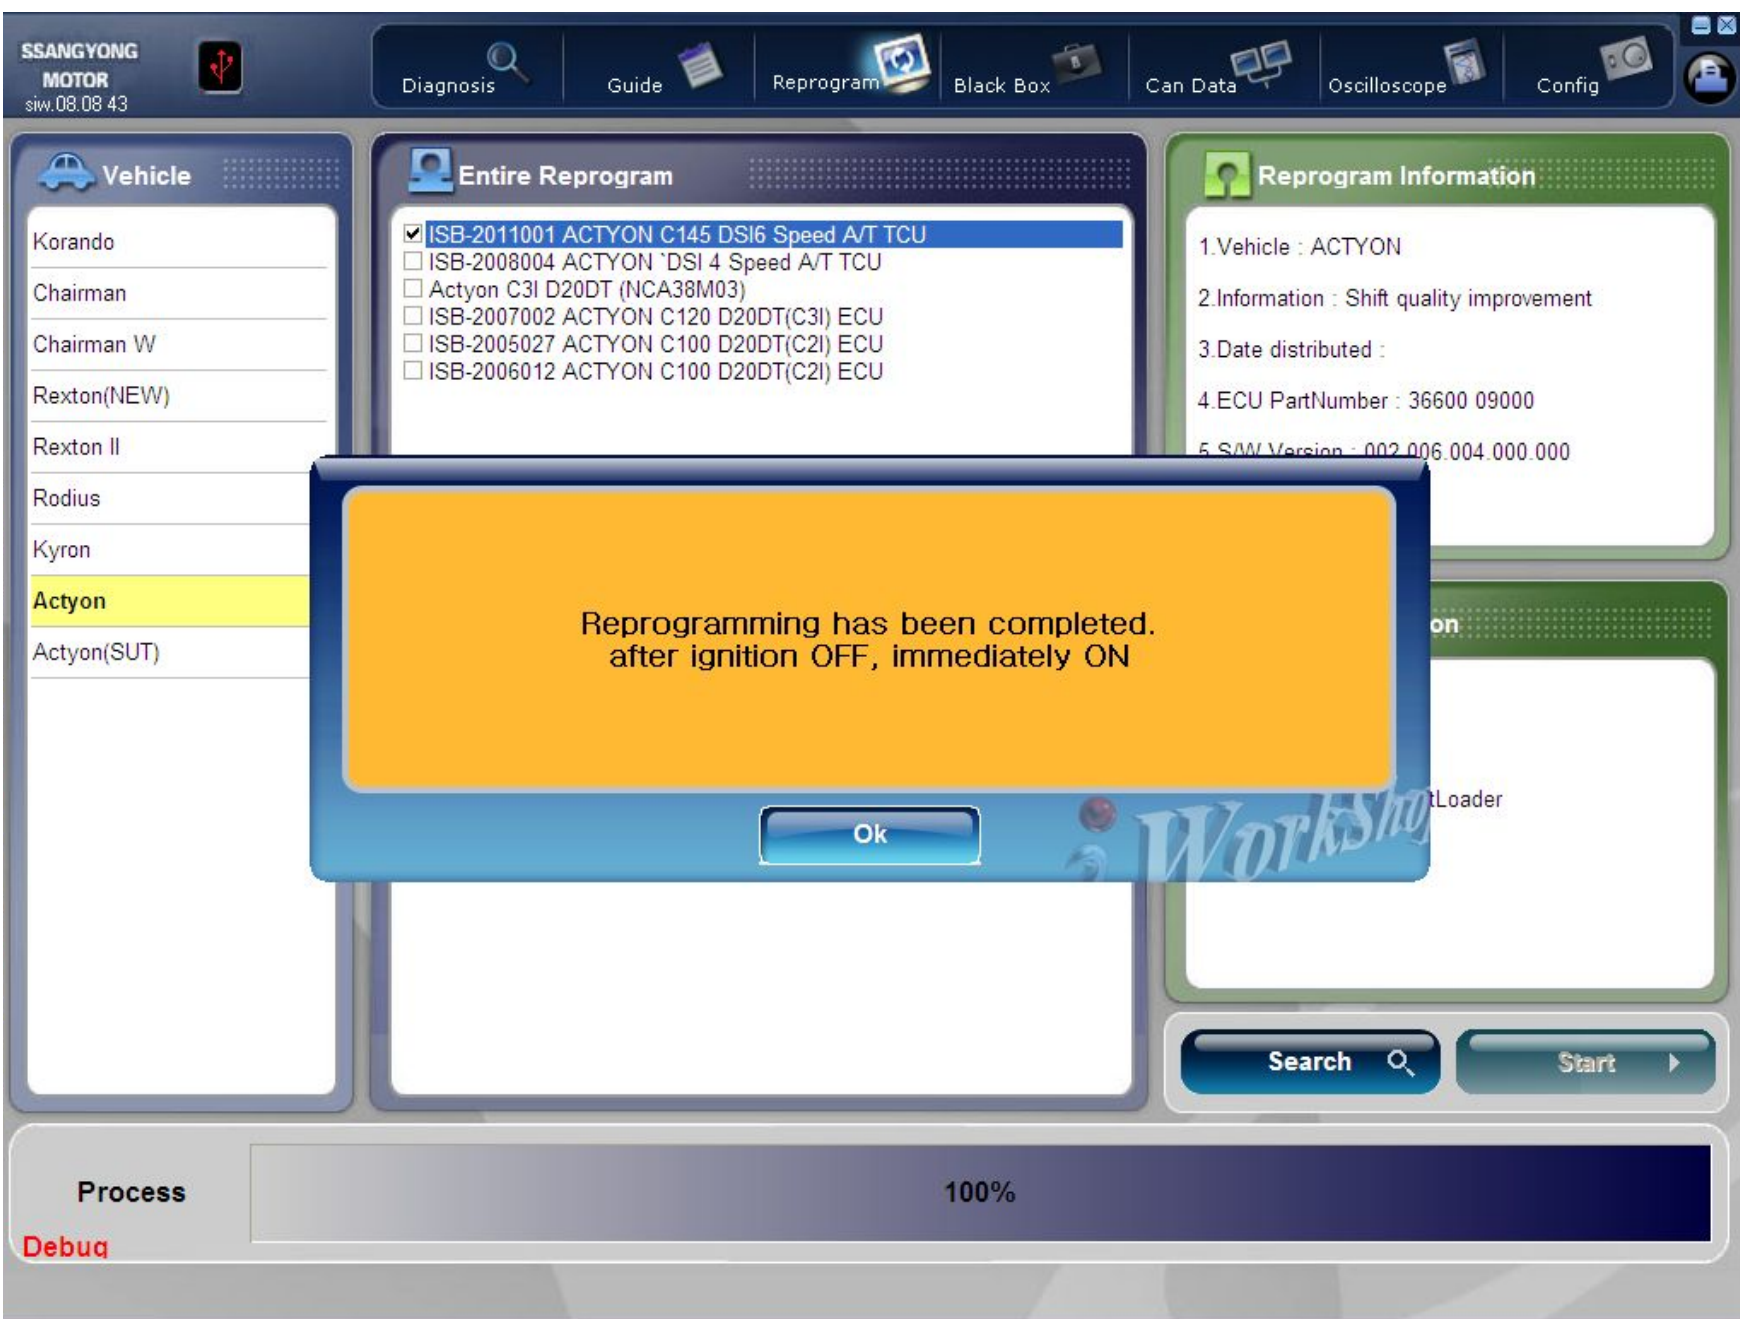 SSANGYONG
MOTOR
siw.08.08 43
Diagnosis
Guide
Reprogram
Black Box
Can Data
Oscilloscope
Config
Vehicle
Korando
Chairman
Chairman W
Rexton(NEW)
Rexton II
Rodius
Kyron
Actyon
Actyon(SUT)
Entire Reprogram
ISB-2011001 ACTYON C145 DSI6 Speed A/T TCU
ISB-2008004 ACTYON `DSI 4 Speed A/T TCU
Actyon C3I D20DT (NCA38M03)
ISB-2007002 ACTYON C120 D20DT(C3I) ECU
ISB-2005027 ACTYON C100 D20DT(C2I) ECU
ISB-2006012 ACTYON C100 D20DT(C2I) ECU
Reprogram Information
1.Vehicle : ACTYON
2.Information : Shift quality improvement
3.Date distributed :
4.ECU PartNumber : 36600 09000
5.S/W Version : 002.006.004.000.000
Reprogramming has been completed.
after ignition OFF, immediately ON
Ok
WorkSho
on
tLoader
Search
Start
Process
100%
Debug